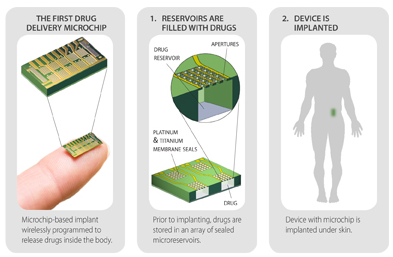 THE FIRST DRUG
DELIVERY MICROCHIP
Microchip-based implant
wirelessly programmed to
release drugs inside the body.
1. RESERVOIRS ARE
FILLED WITH DRUGS
DRUG
RESERVOIR
APERTURES
PLATINUM
& TITANIUM
MEMBRANE SEALS
DRUG
Prior to implanting, drugs are
stored in an array of sealed
microreservoirs.
2. DEVICE IS
IMPLANTED
Device with microchip is
implanted under skin.